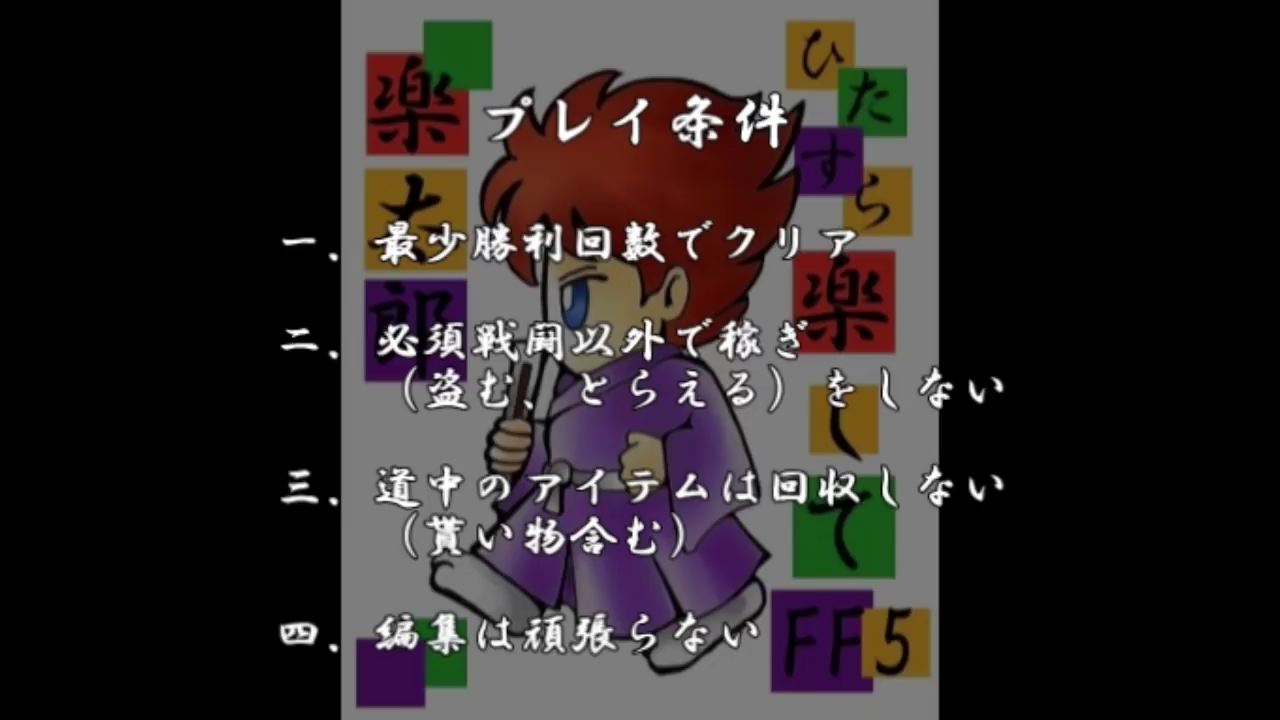 プレイ条件
一．最少勝利回数でクリア
二．必須戦闘以外で稼ぎ
（盗む、とらえる）をしない
三．道中のアイテムは回収しない
（貰い物含む）
四．編集は頑張らない
ひたすら楽して
FF5
楽太郎